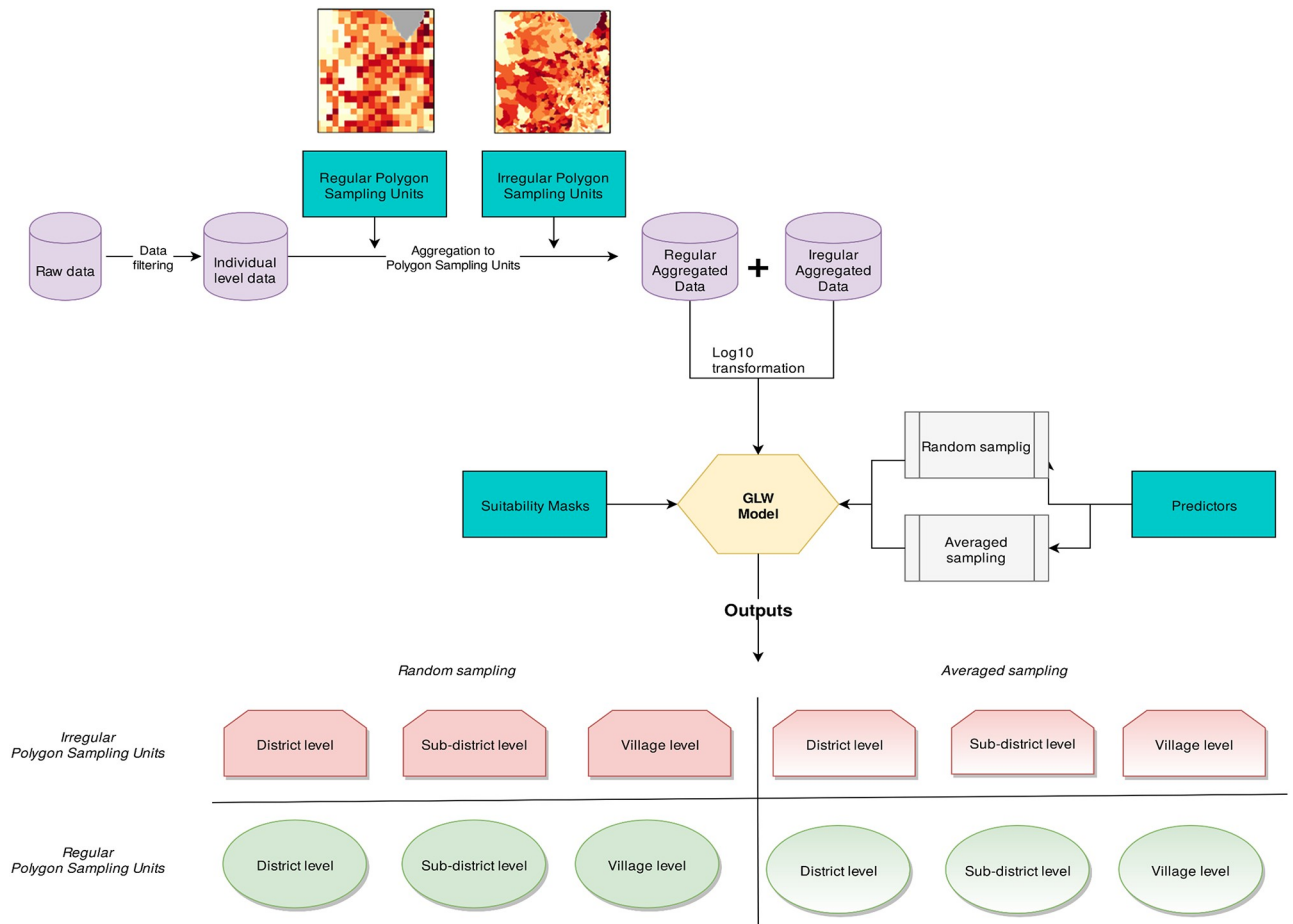 Regular Polygon
Sampling Units
Irregular Polygon
Sampling Units
Raw data
Data
filtering
Individual
level data
Aggregation to
Polygon Sampling Units
Regular
Aggregated
Data
+
Iregular
Aggregated
Data
Log10
transformation
Suitability Masks
GLW
Model
Random samplig
Averaged
sampling
Predictors
Outputs
Random sampling
Averaged sampling
Irregular
Polygon Sampling Units
District level
Sub-district level
Village level
District level
Sub-district level
Village level
Regular
Polygon Sampling Units
District level
Sub-district level
Village level
District level
Sub-district level
Village level